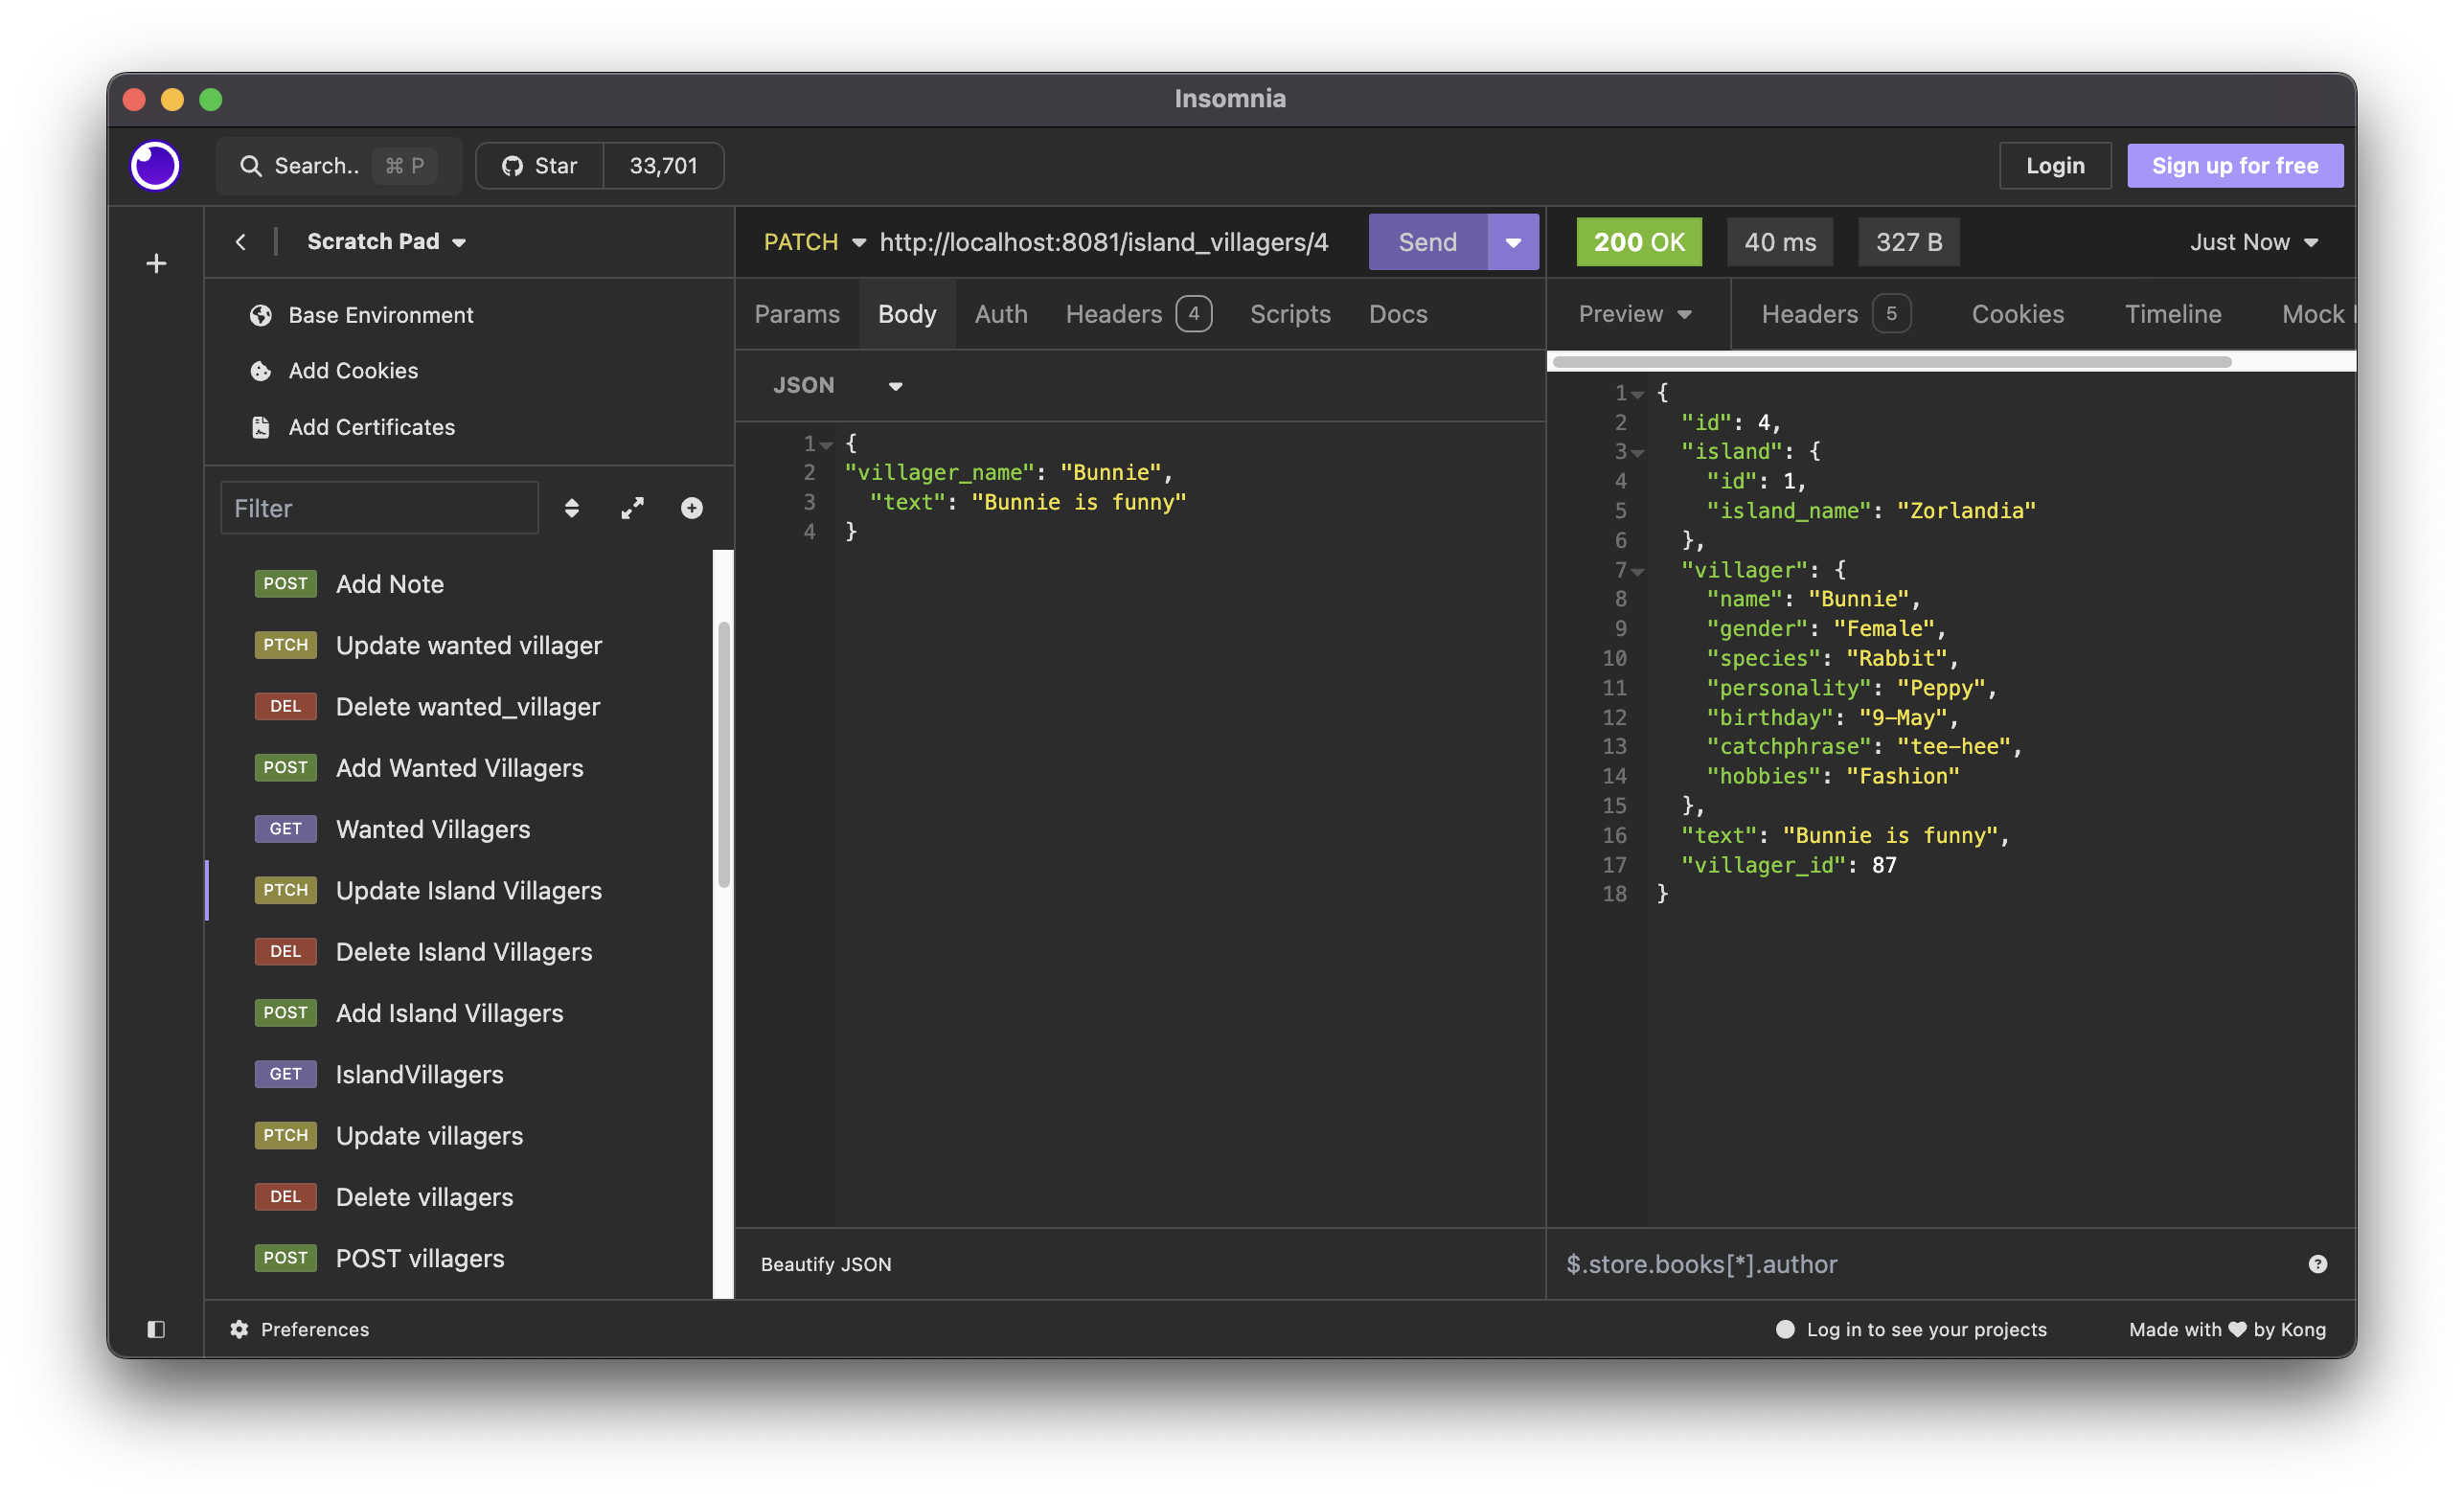 Insomnia
Search.. ⌘ P
Star 33,701
Login
Sign up for free
Scratch Pad
Base Environment
Add Cookies
Add Certificates
Filter
POST Add Note
PTCH Update wanted villager
DEL Delete wanted_villager
POST Add Wanted Villagers
GET Wanted Villagers
PTCH Update Island Villagers
DEL Delete Island Villagers
POST Add Island Villagers
GET IslandVillagers
PTCH Update villagers
DEL Delete villagers
POST POST villagers
PATCH http://localhost:8081/island_villagers/4 Send
Params Body Auth Headers 4 Scripts Docs
JSON
1 {
2 "villager_name": "Bunnie",
3 "text": "Bunnie is funny"
4 }
Beautify JSON
200 OK 40 ms 327 B Just Now
Preview Headers 5 Cookies Timeline Mock
1 {
2 "id": 4,
3 "island": {
4 "id": 1,
5 "island_name": "Zorlandia"
6 },
7 "villager": {
8 "name": "Bunnie",
9 "gender": "Female",
10 "species": "Rabbit",
11 "personality": "Peppy",
12 "birthday": "9-May",
13 "catchphrase": "tee-hee",
14 "hobbies": "Fashion"
15 },
16 "text": "Bunnie is funny",
17 "villager_id": 87
18 }
$.store.books[*].author
Preferences
Log in to see your projects
Made with ♥ by Kong